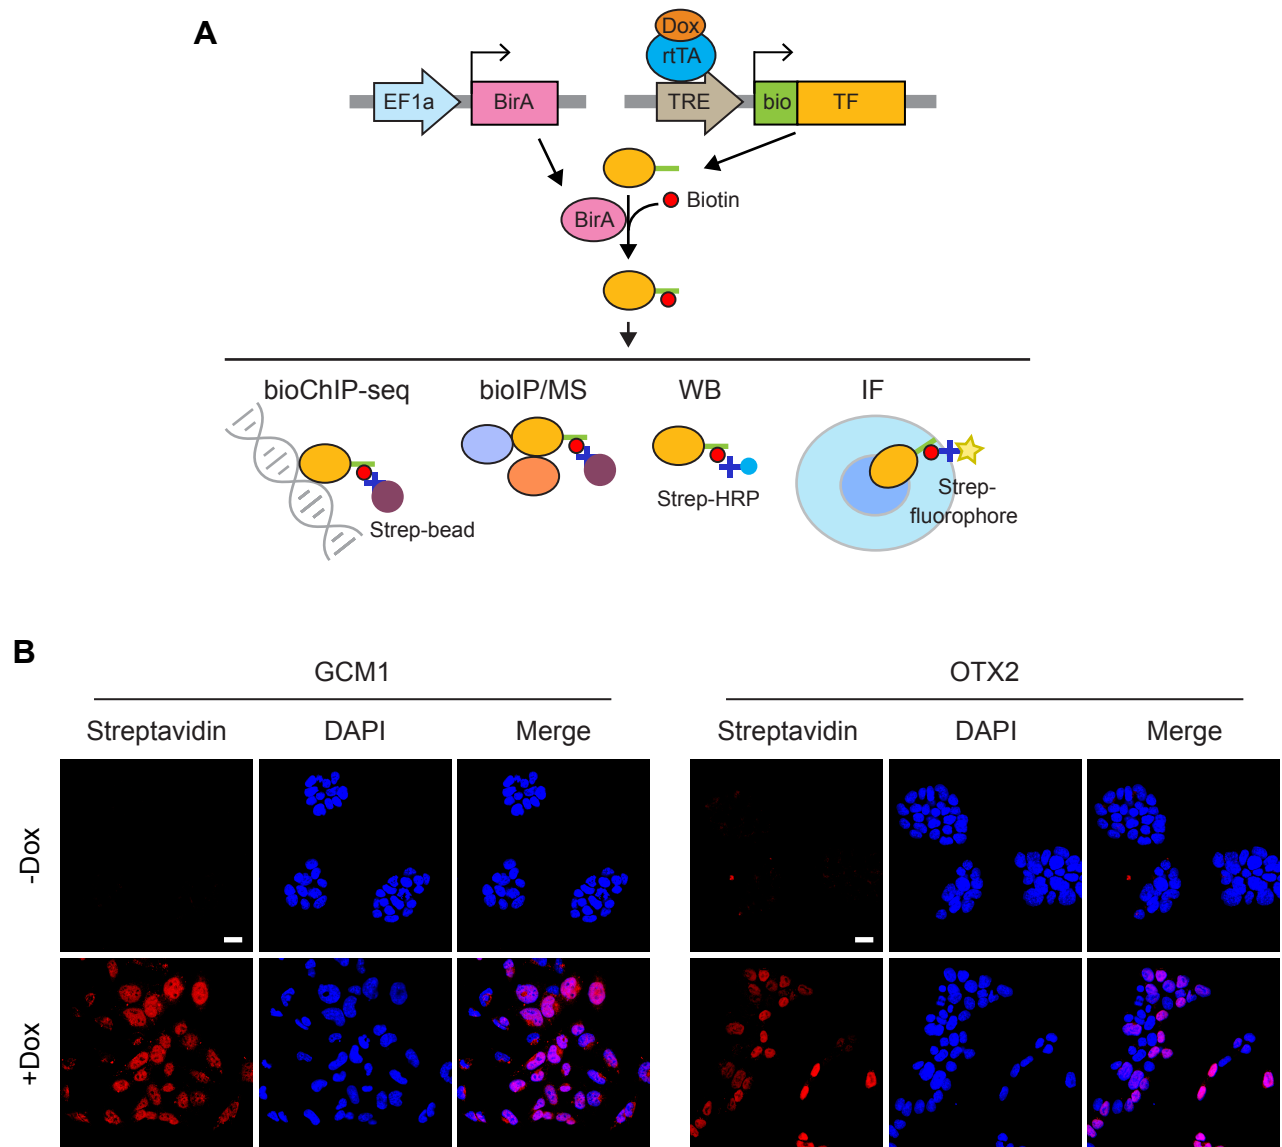 A
Dox
rtTA
EF1a
BirA
TRE
bio
TF
Biotin
BirA
bioChIP-seq
bioIP/MS
WB
IF
Strep-bead
Strep-HRP
Strep-
fluorophore
B
GCM1
OTX2
Streptavidin
DAPI
Merge
Streptavidin
DAPI
Merge
-Dox
+Dox